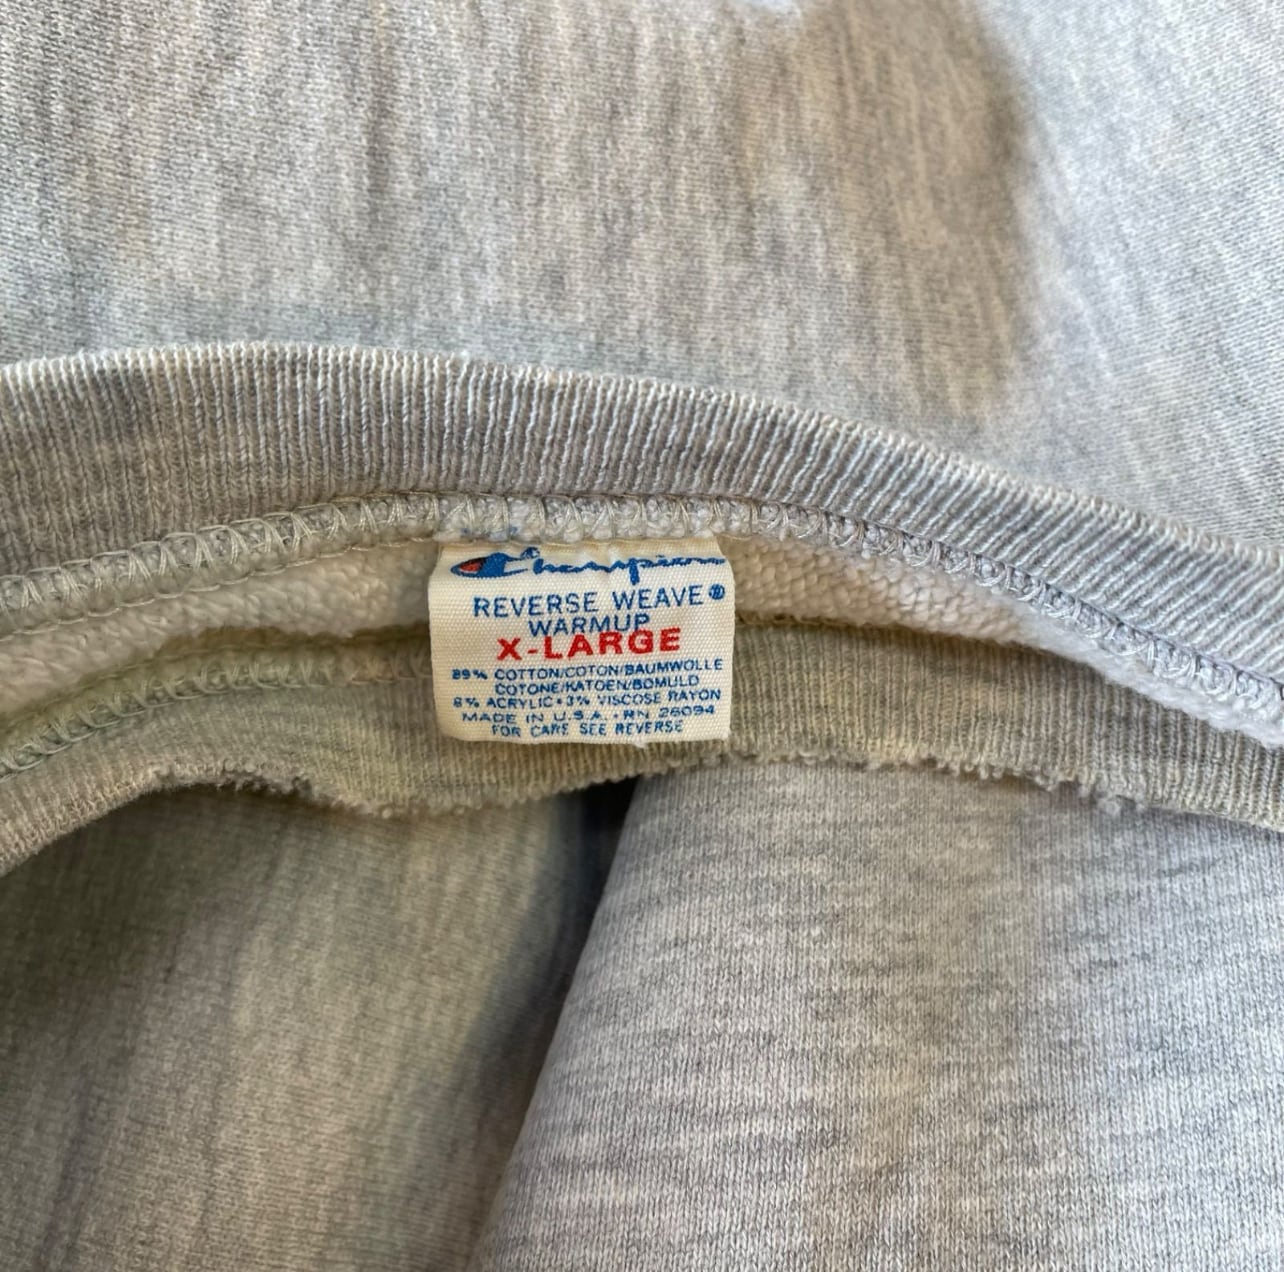 Champion
REVERSE WEAVE®
WARMUP
X-LARGE
89% COTTON/COTON/BAUMWOLLE
COTONE/KATOEN/BOMULD
8% ACRYLIC•3% VISCOSE RAYON
MADE IN U.S.A.•RN 26094
FOR CARE SEE REVERSE